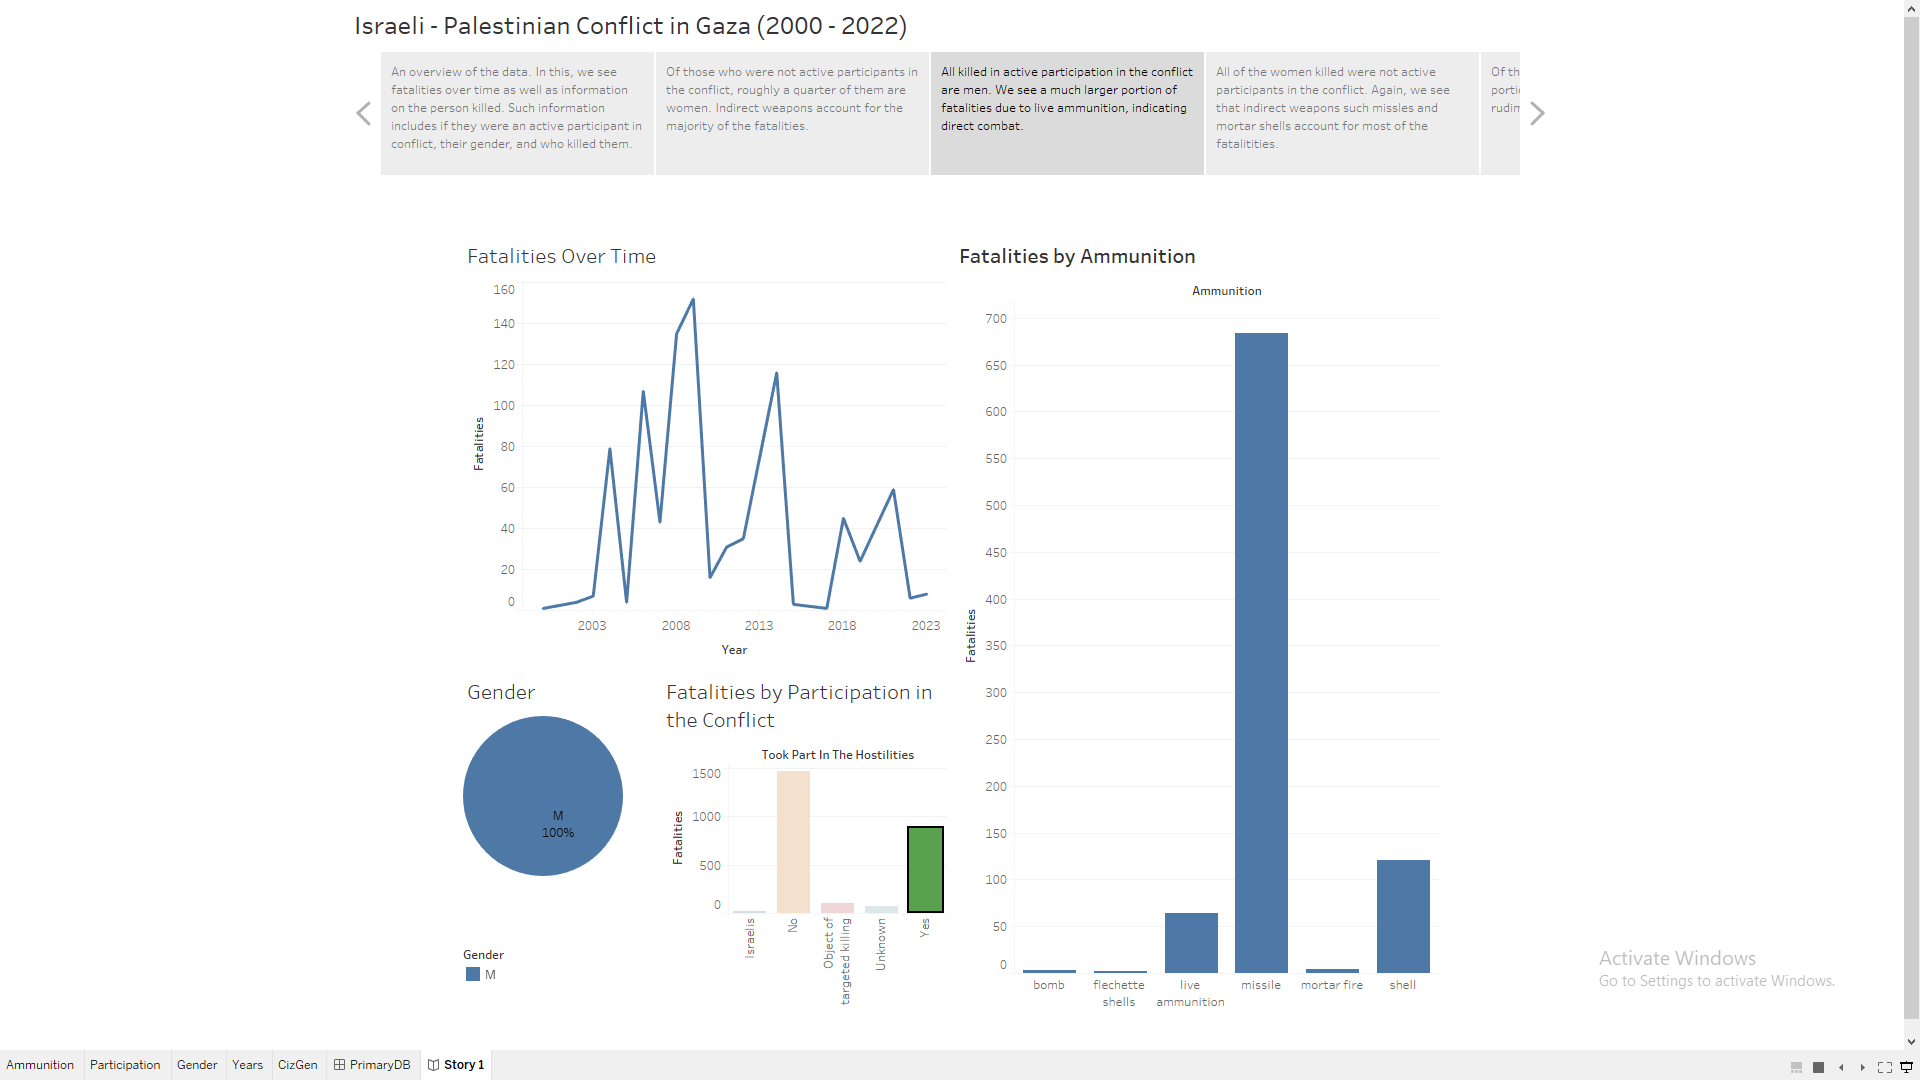 Israeli - Palestinian Conflict in Gaza (2000 - 2022)
An overview of the data. In this, we see
fatalities over time as well as information
on the person killed. Such information
includes if they were an active participant in
conflict, their gender, and who killed them.
Of those who were not active participants in
the conflict, roughly a quarter of them are
women. Indirect weapons account for the
majority of the fatalities.
All killed in active participation in the conflict
are men. We see a much larger portion of
fatalities due to live ammunition, indicating
direct combat.
All of the women killed were not active
participants in the conflict. Again, we see
that indirect weapons such missles and
mortar shells account for most of the
fatalitities.
Of th
portic
rudim
Fatalities Over Time
160
140
120
100
80
60
40
20
0
Fatalities
2003
2008
2013
2018
2023
Year
Fatalities by Ammunition
Ammunition
700
650
600
550
500
450
400
350
300
250
200
150
100
50
0
Fatalities
bomb
flechette
shells
live
ammunition
missile
mortar fire
shell
Gender
M
100%
Gender
M
Fatalities by Participation in
the Conflict
Took Part In The Hostilities
1500
1000
500
0
Fatalities
Israelis
No
Object of
targeted killing
Unknown
Yes
Activate Windows
Go to Settings to activate Windows.
Ammunition
Participation
Gender
Years
CizGen
PrimaryDB
Story 1